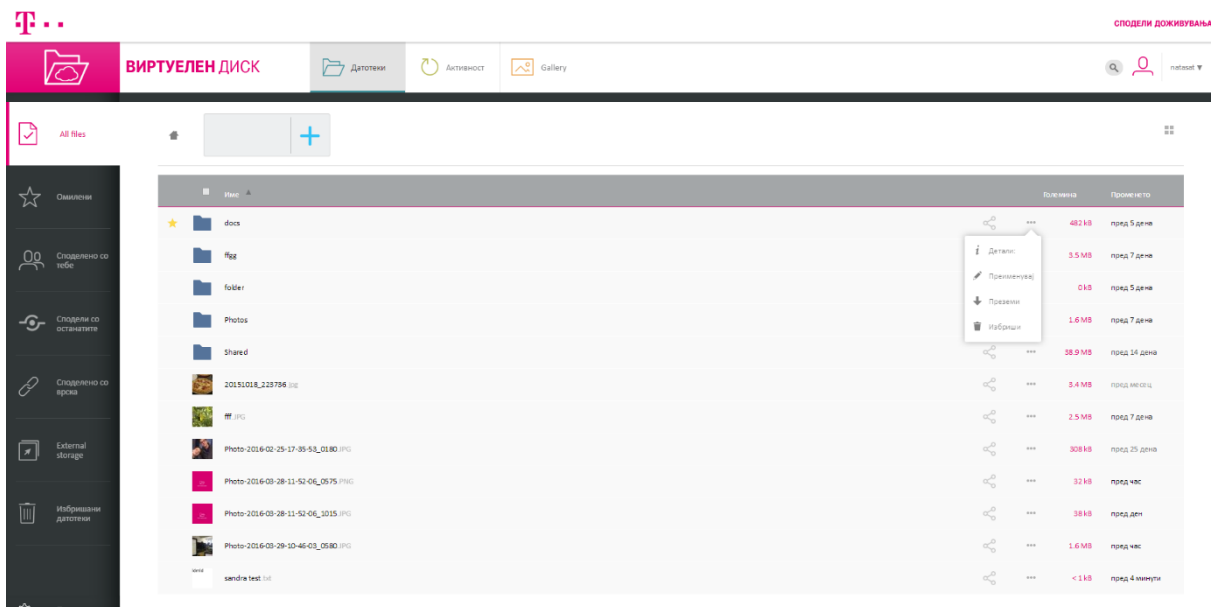 T
СПОДЕЛИ ДОЖИВУВАЊА
ВИРТУЕЛЕН ДИСК
Датотеки
Активност
Gallery
natasat
All files
Омилени
Споделено со
тебе
Сподели со
останатите
Споделено со
врска
External
storage
Избришани
датотеки
Име Големина Променето
docs 482 kB пред 5 дена
ffgg 3.5 MB пред 7 дена
folder 0 kB пред 5 дена
Photos 1.6 MB пред 7 дена
Shared 38.9 MB пред 14 дена
20151018_223736.jpg 3.4 MB пред месец
fff.JPG 2.5 MB пред 7 дена
Photo-2016-02-25-17-35-53_0180.JPG 308 kB пред 25 дена
Photo-2016-03-28-11-52-06_0575.PNG 32 kB пред час
Photo-2016-03-28-11-52-06_1015.JPG 38 kB пред ден
Photo-2016-03-29-10-46-03_0580.JPG 1.6 MB пред час
sandra test.txt < 1 kB пред 4 минути
Детали
Преименувај
Преземи
Избриши